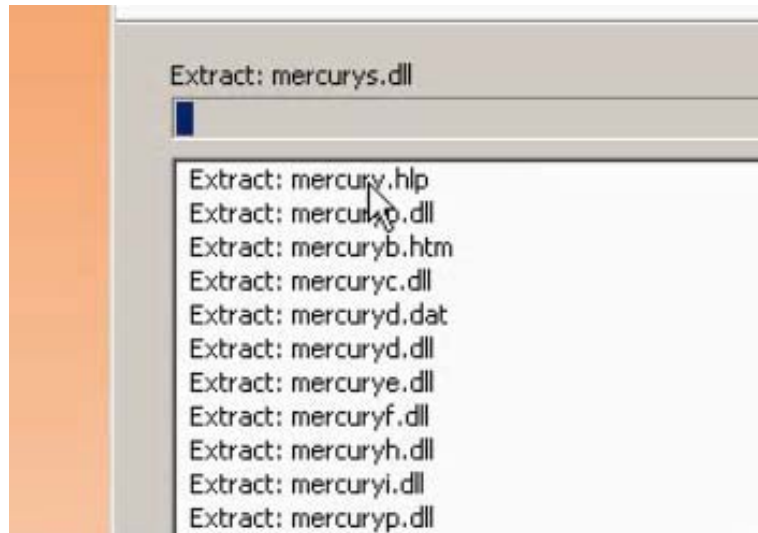 Extract: mercurys.dll
Extract: mercury.hlp
Extract:
Extract: mercuryb.htm
Extract: mercuryc.dll
Extract: mercuryd.dat
Extract: mercuryd.dll
Extract: mercurye.dll
Extract: mercuryf.dll
Extract: mercuryh.dll
Extract: mercuryi.dll
Extract: mercuryp.dll